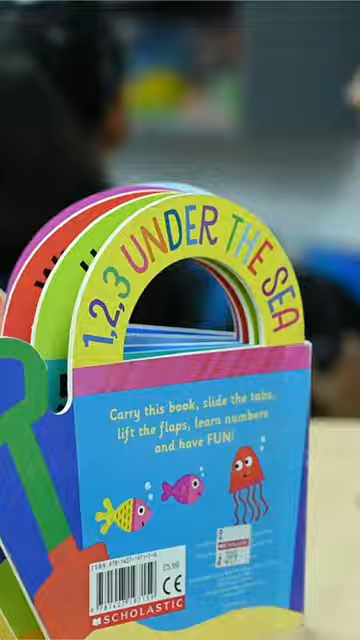 1,2,3 UNDER THE SEA
Carry this book, slide the tabs,
lift the flaps, learn numbers
and have FUN!
£5.99
CE
SCHOLASTIC